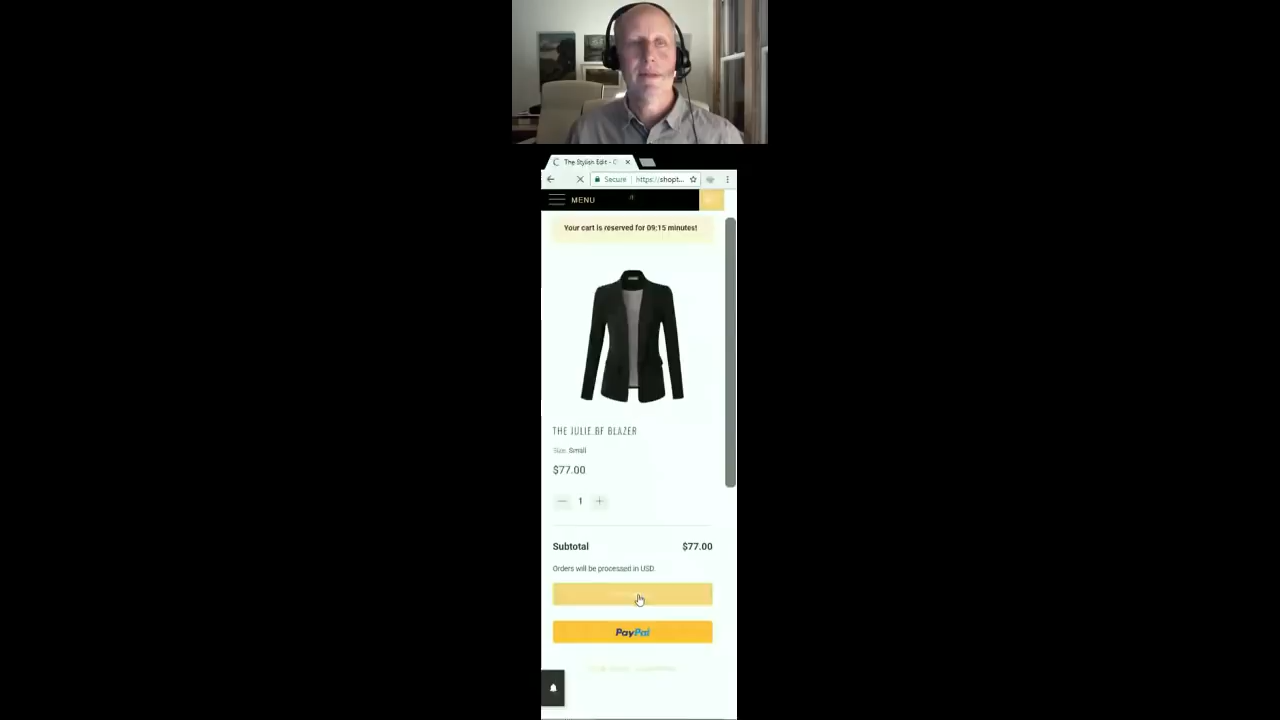 The Stylish Edit - C
Secure https://shopt...
MENU
Your cart is reserved for 09:15 minutes!
THE JULIE BF BLAZER
Size: Small
$77.00
1
Subtotal $77.00
Orders will be processed in USD.
PayPal